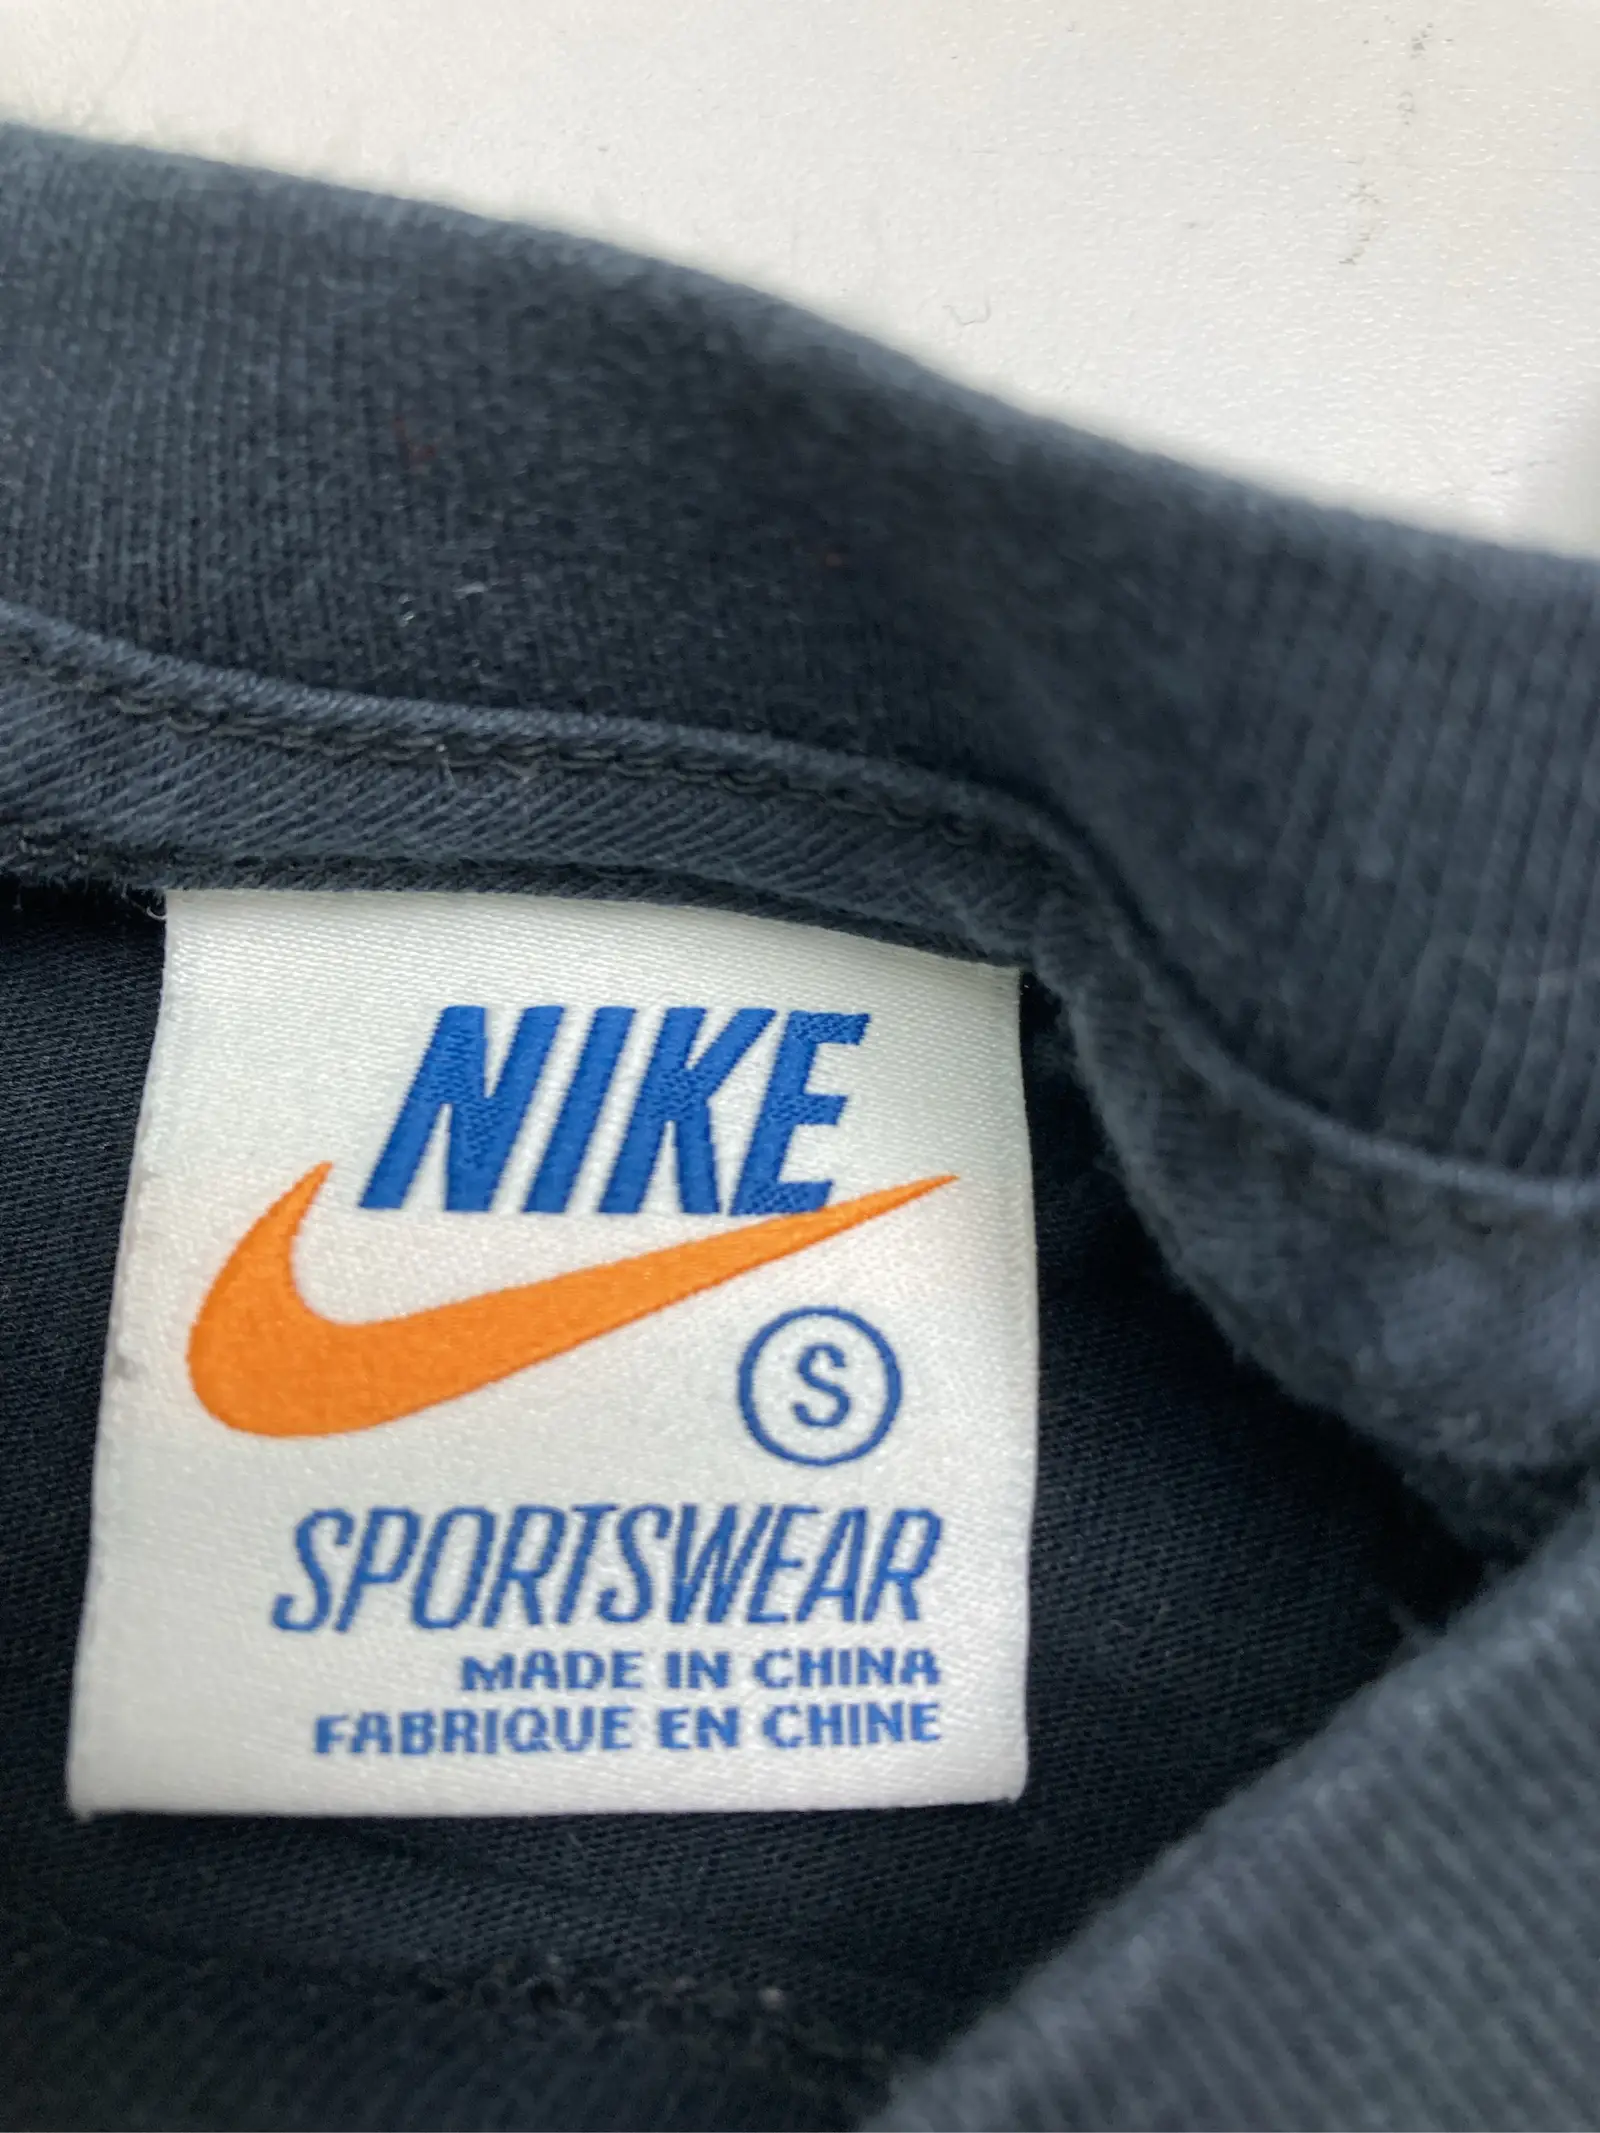 NIKE
S
SPORTSWEAR
MADE IN CHINA
FABRIQUE EN CHINE